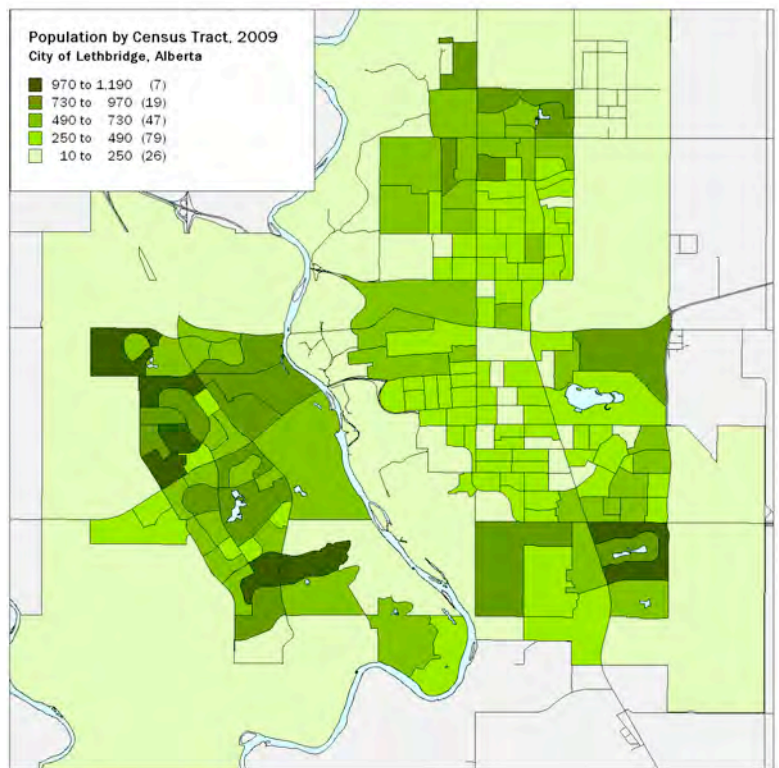 Population by Census Tract, 2009
City of Lethbridge, Alberta
970 to 1,190 (7)
730 to 970 (19)
490 to 730 (47)
250 to 490 (79)
10 to 250 (26)